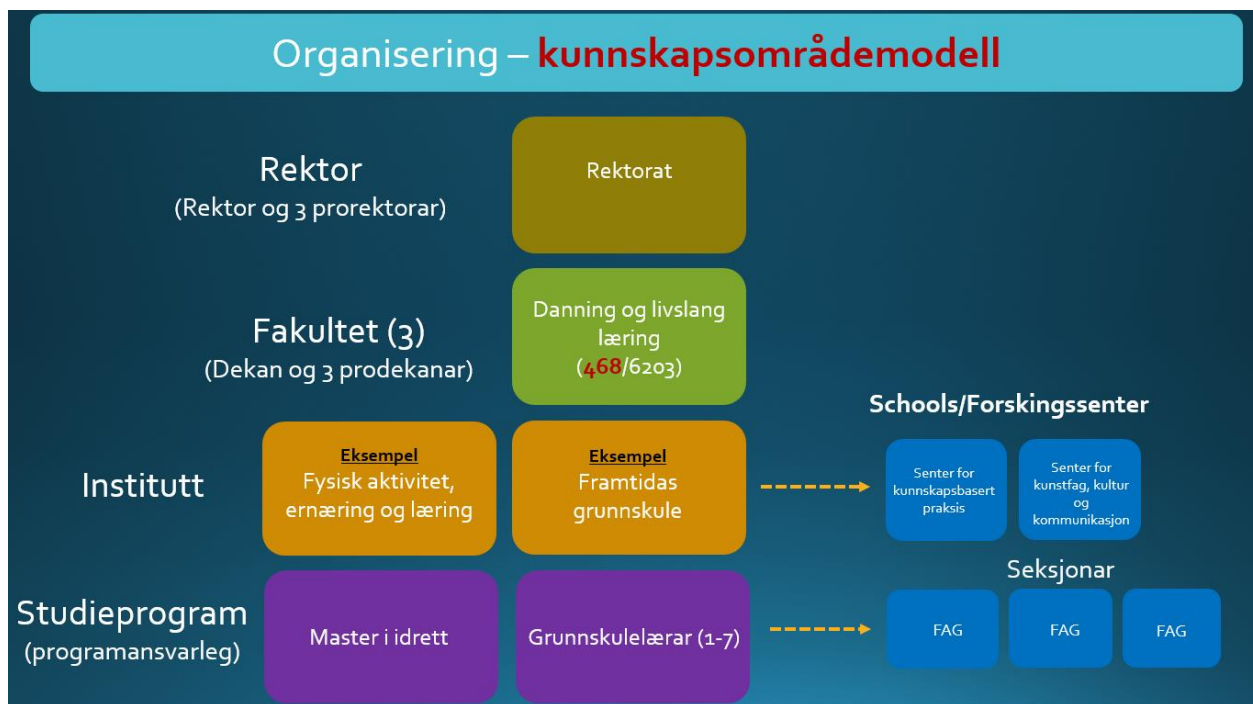 Organisering – kunnskapsområdemodell
Rektor
(Rektor og 3 prorektorar)
Rektorat
Fakultet (3)
(Dekan og 3 prodekanar)
Danning og livslang
læring
(468/6203)
Schools/Forskingssenter
Institutt
Eksempel
Fysisk aktivitet,
ernæring og læring
Eksempel
Framtidas
grunnskule
Senter for
kunnskapsbasert
praksis
Senter for
kunstfag, kultur
og
kommunikasjon
Seksjonar
Studieprogram
(programansvarleg)
Master i idrett
Grunnskulelærar (1-7)
FAG
FAG
FAG